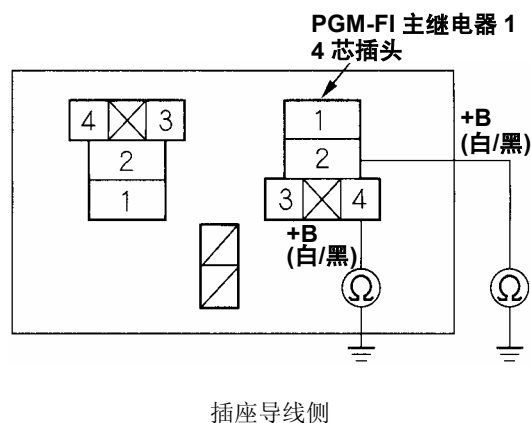 PGM-FI 主继电器 1
4 芯插头
4 3
2
1
1
2
3 4
+B
(白/黑)
+B
(白/黑)
Ω
Ω
插座导线侧